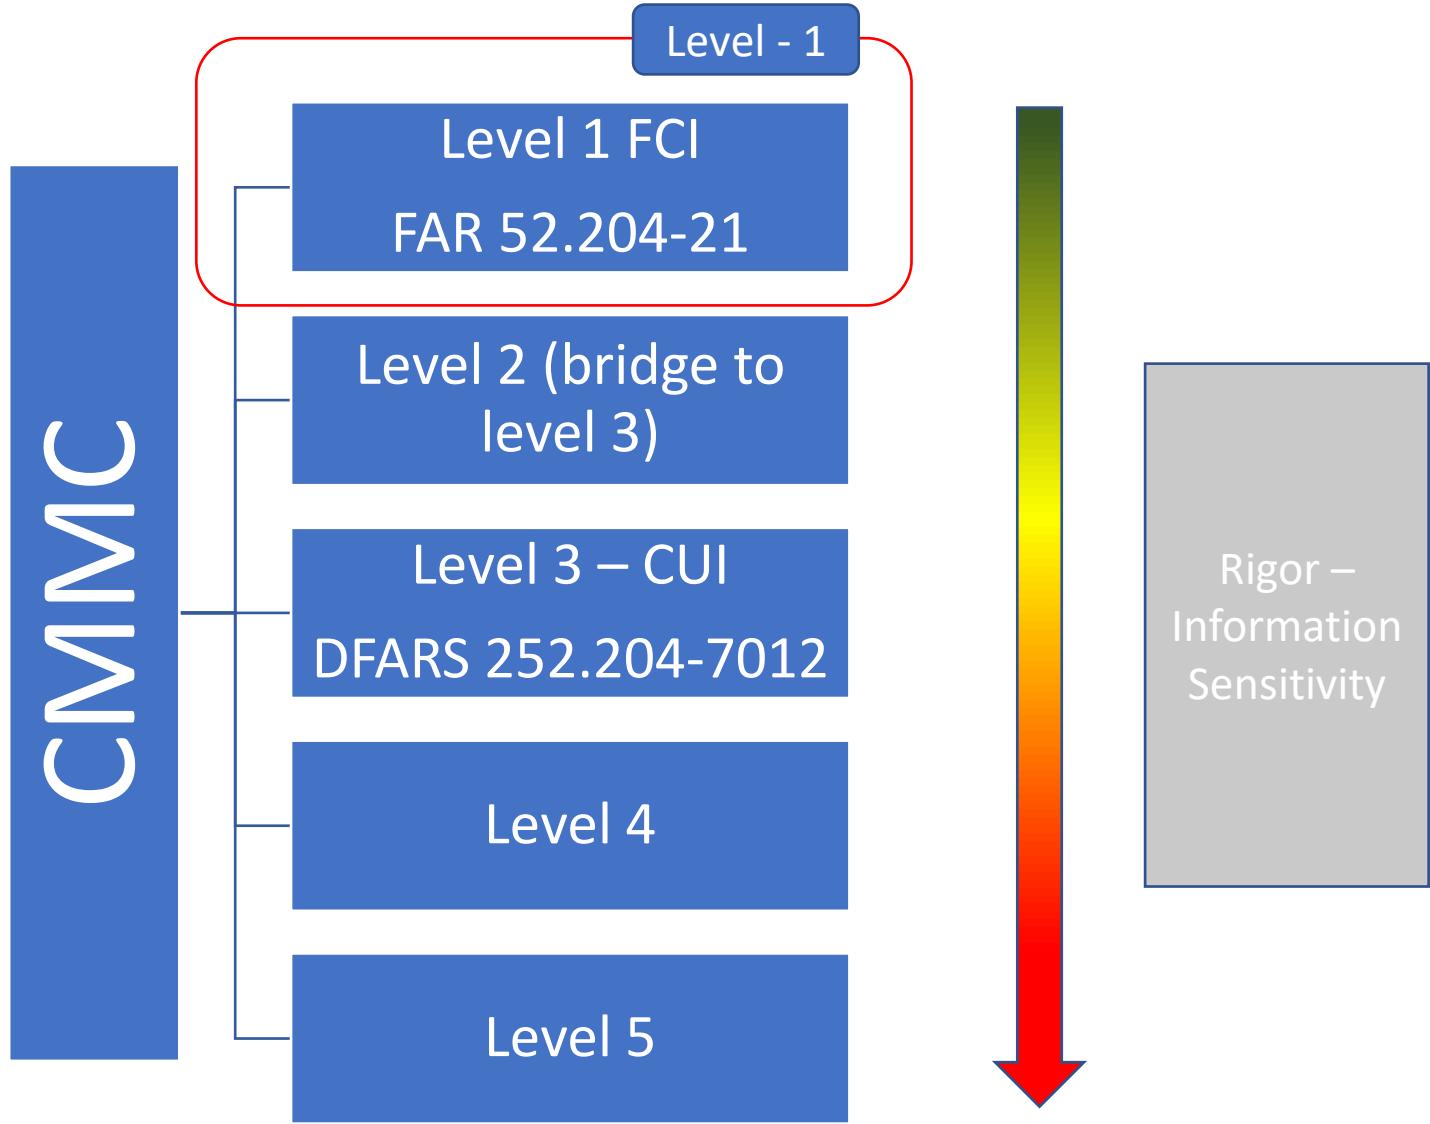 Level - 1
Level 1 FCI
FAR 52.204-21
Level 2 (bridge to
level 3)
Level 3 – CUI
DFARS 252.204-7012
Level 4
Level 5
CMMC
Rigor –
Information
Sensitivity